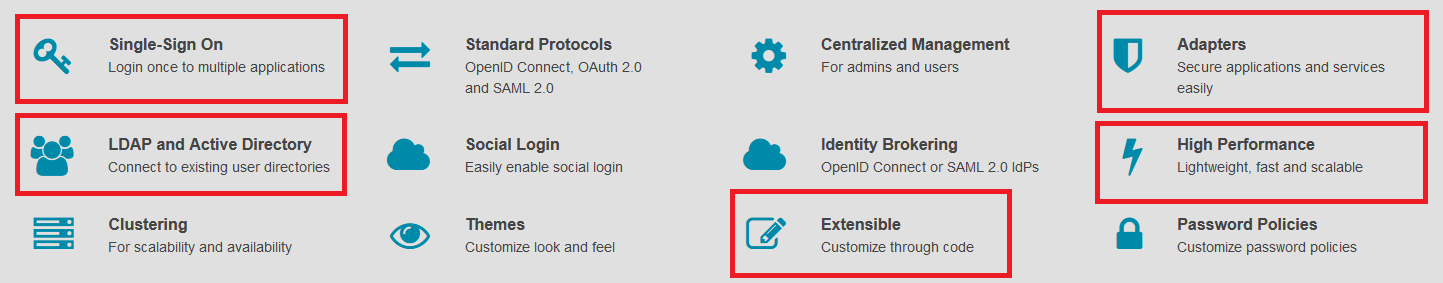 Single-Sign On
Login once to multiple applications
Standard Protocols
OpenID Connect, OAuth 2.0
and SAML 2.0
Centralized Management
For admins and users
Adapters
Secure applications and services
easily
LDAP and Active Directory
Connect to existing user directories
Social Login
Easily enable social login
Identity Brokering
OpenID Connect or SAML 2.0 IdPs
High Performance
Lightweight, fast and scalable
Clustering
For scalability and availability
Themes
Customize look and feel
Extensible
Customize through code
Password Policies
Customize password policies